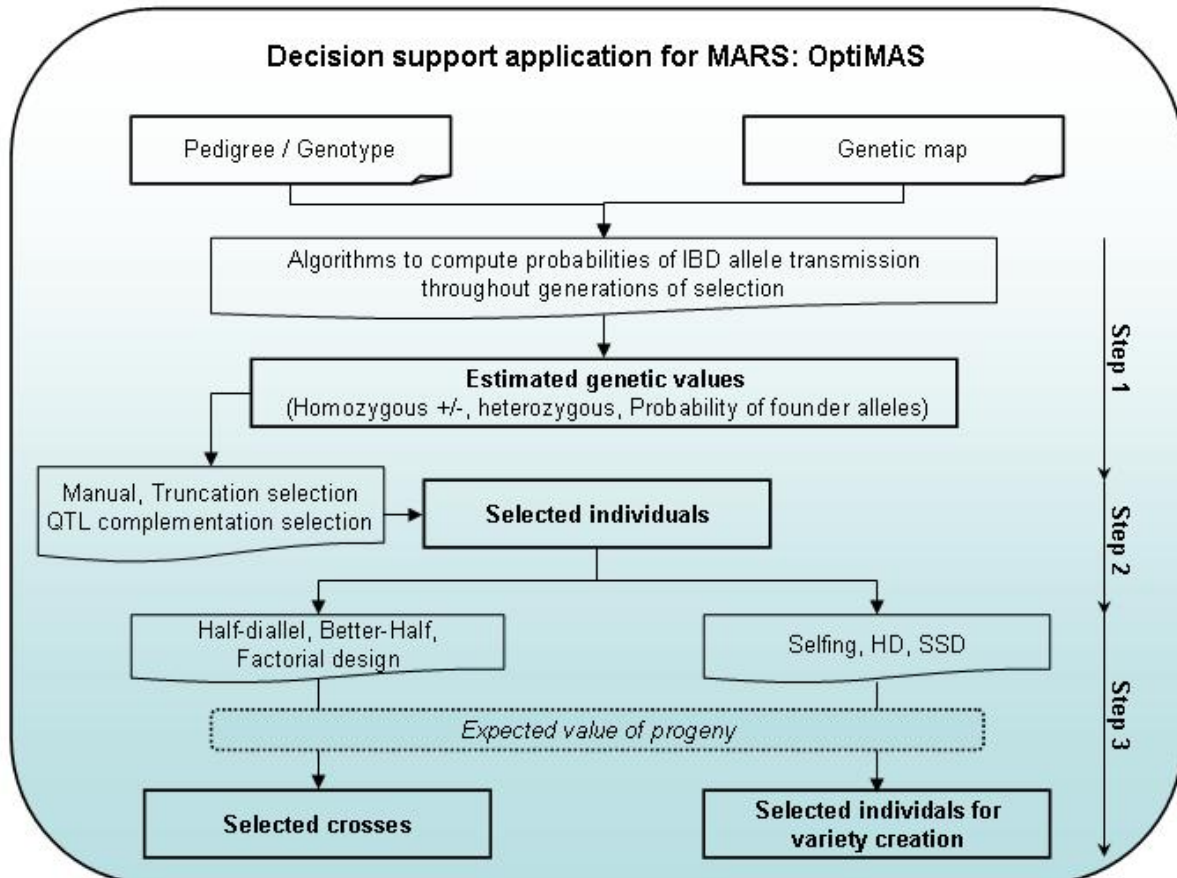 Decision support application for MARS: OptiMAS
Pedigree / Genotype
Genetic map
Algorithms to compute probabilities of IBD allele transmission
throughout generations of selection
Estimated genetic values
(Homozygous +/-, heterozygous, Probability of founder alleles)
Step 1
Manual, Truncation selection
QTL complementation selection
Selected individuals
Step 2
Half-diallel, Better-Half,
Factorial design
Selfing, HD, SSD
Expected value of progeny
Step 3
Selected crosses
Selected individals for
variety creation